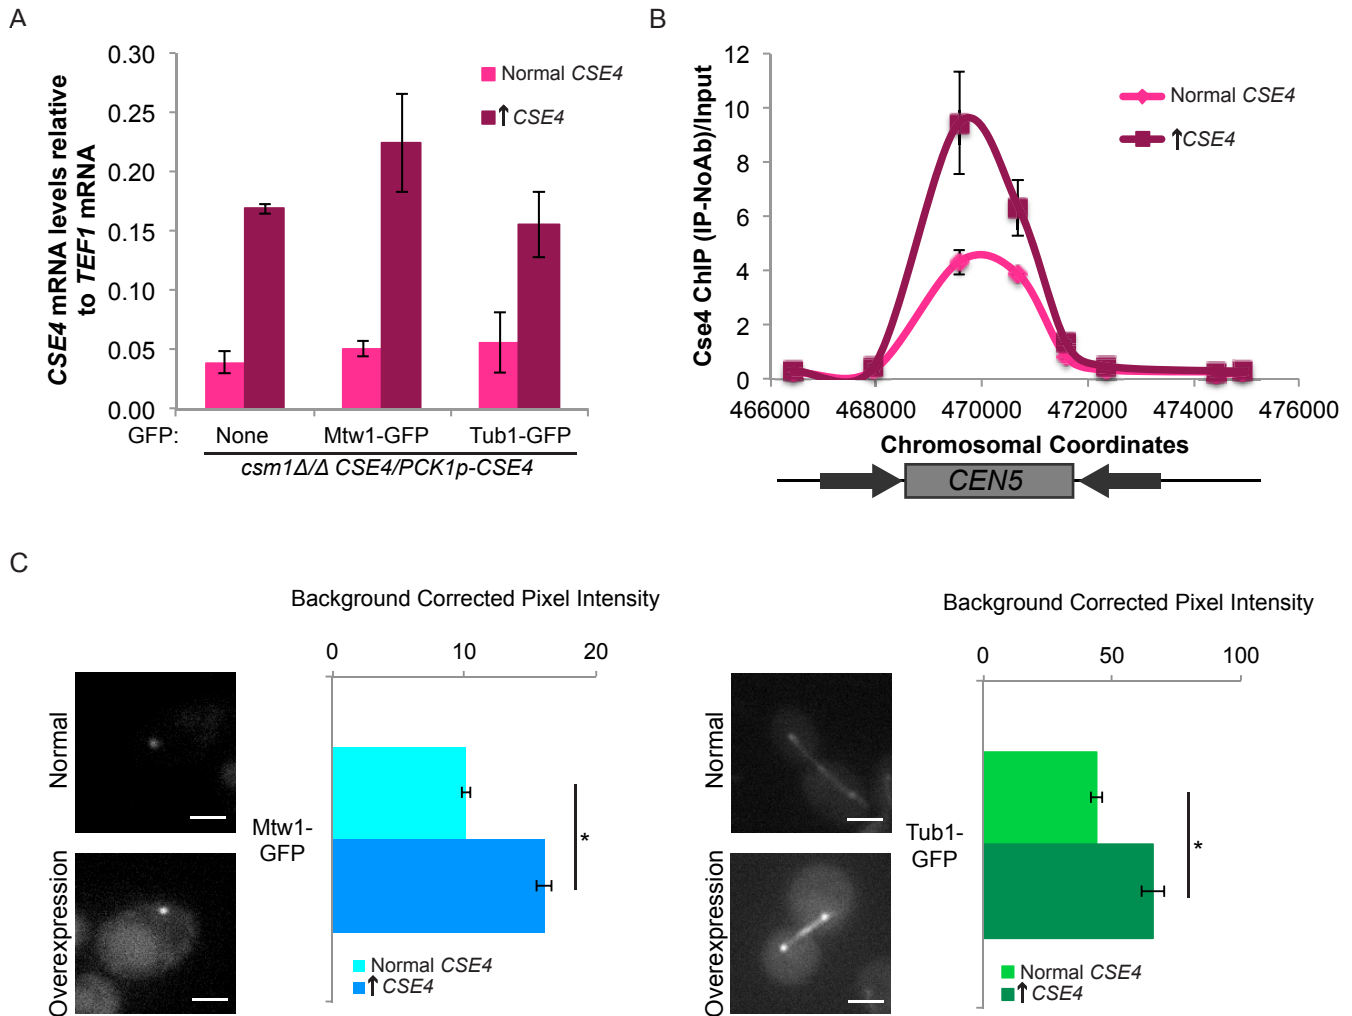 A
CSE4 mRNA levels relative
to TEF1 mRNA
0.30
0.25
0.20
0.15
0.10
0.05
0.00
Normal CSE4
↑ CSE4
GFP:
None
Mtw1-GFP
Tub1-GFP
csm1Δ/Δ CSE4/PCK1p-CSE4
B
Cse4 ChIP (IP-NoAb)/Input
12
10
8
6
4
2
0
Normal CSE4
↑CSE4
466000 468000 470000 472000 474000 476000
Chromosomal Coordinates
CEN5
C
Normal
Overexpression
Background Corrected Pixel Intensity
0 10 20
Mtw1-
GFP
*
Normal CSE4
↑ CSE4
Normal
Overexpression
Background Corrected Pixel Intensity
0 50 100
Tub1-
GFP
*
Normal CSE4
↑ CSE4